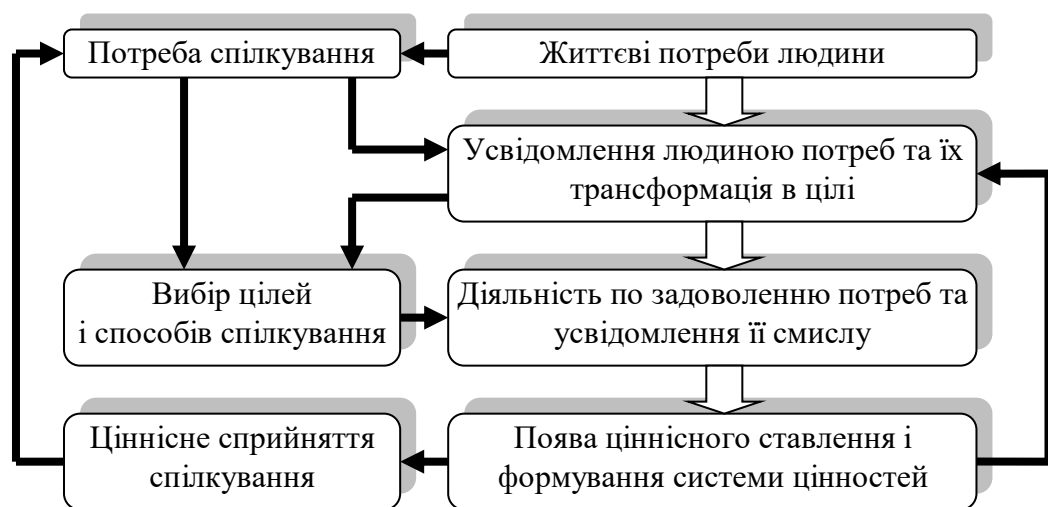 Потреба спілкування
Життєві потреби людини
Усвідомлення людиною потреб та їх
трансформація в цілі
Вибір цілей
і способів спілкування
Діяльність по задоволенню потреб та
усвідомлення її смислу
Ціннісне сприйняття
спілкування
Поява ціннісного ставлення і
формування системи цінностей